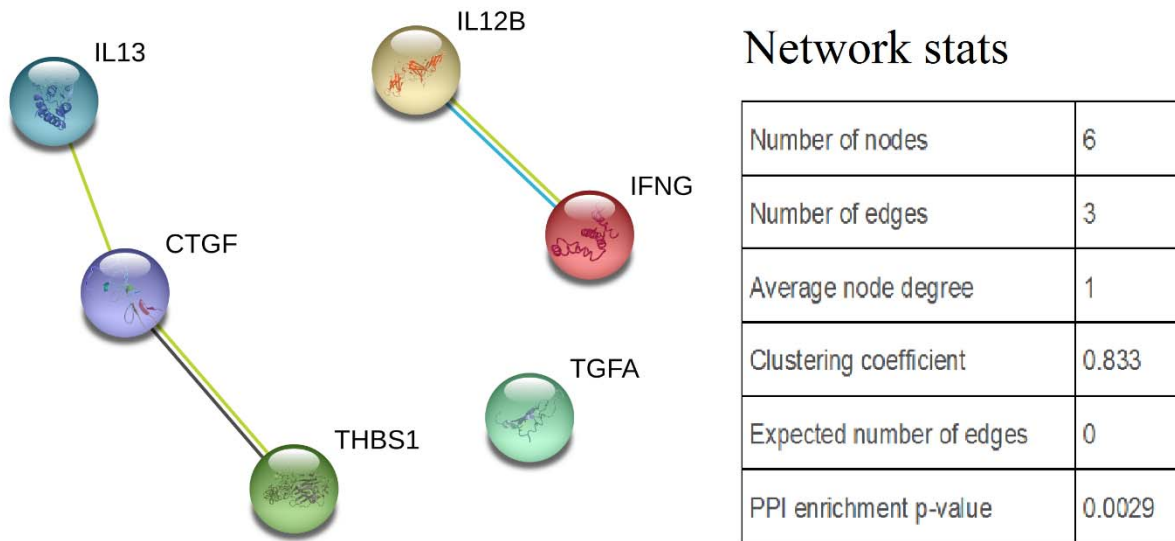 IL13
IL12B
IFNG
CTGF
TGFA
THBS1
Network stats
Number of nodes 6
Number of edges 3
Average node degree 1
Clustering coefficient 0.833
Expected number of edges 0
PPI enrichment p-value 0.0029